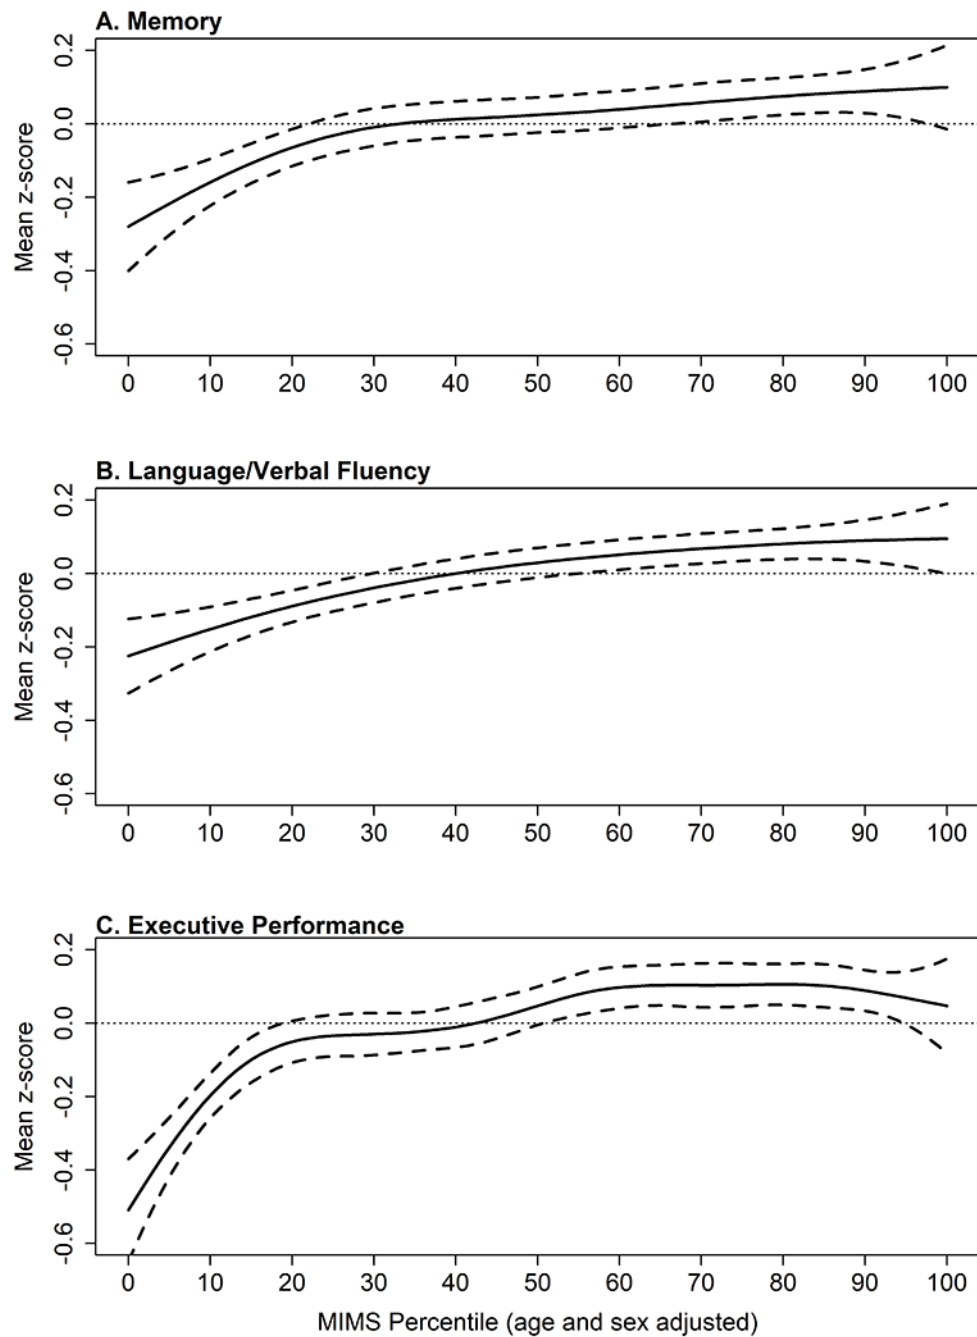 A. Memory
0.2
0.0
-0.2
-0.4
-0.6
Mean z-score
0 10 20 30 40 50 60 70 80 90 100
B. Language/Verbal Fluency
0.2
0.0
-0.2
-0.4
-0.6
Mean z-score
0 10 20 30 40 50 60 70 80 90 100
C. Executive Performance
0.2
0.0
-0.2
-0.4
-0.6
Mean z-score
0 10 20 30 40 50 60 70 80 90 100
MIMS Percentile (age and sex adjusted)